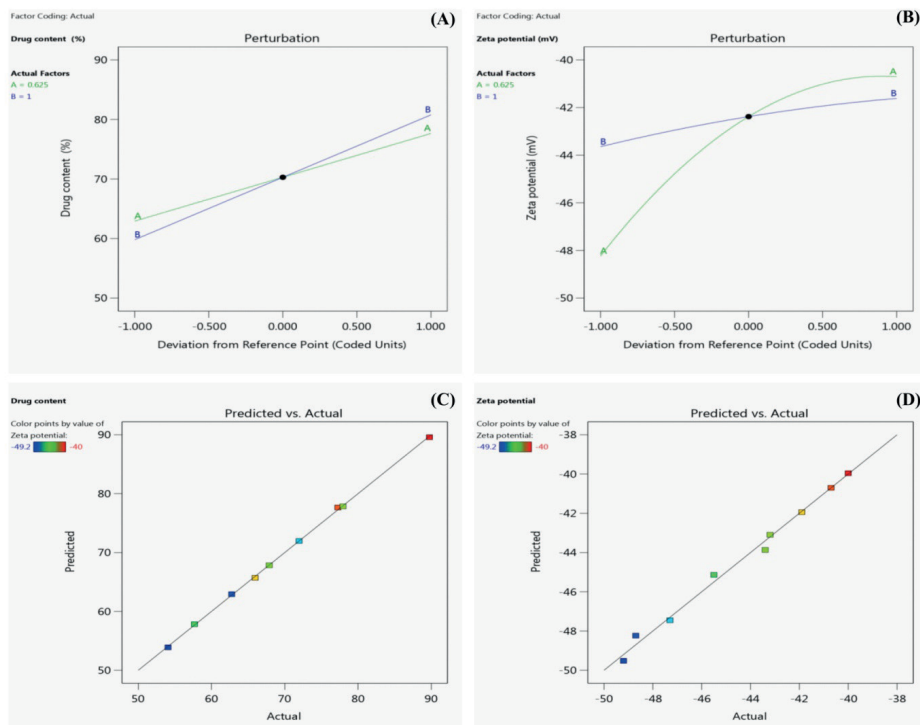 Factor Coding: Actual
(A)
Drug content (%)
Perturbation
Actual Factors
A = 0.625
B = 1
90
80
70
60
50
Drug content (%)
B
A
A
B
-1.000 -0.500 0.000 0.500 1.000
Deviation from Reference Point (Coded Units)
Factor Coding: Actual
(B)
Zeta potential (mV)
Perturbation
Actual Factors
A = 0.625
B = 1
-40
-42
-44
-46
-48
-50
Zeta potential (mV)
A
B
B
A
-1.000 -0.500 0.000 0.500 1.000
Deviation from Reference Point (Coded Units)
Drug content
(C)
Predicted vs. Actual
Color points by value of
Zeta potential:
-49.2 -40
90
80
70
60
50
Predicted
50 60 70 80 90
Actual
Zeta potential
(D)
Predicted vs. Actual
Color points by value of
Zeta potential:
-49.2 -40
-38
-40
-42
-44
-46
-48
-50
Predicted
-50 -48 -46 -44 -42 -40 -38
Actual